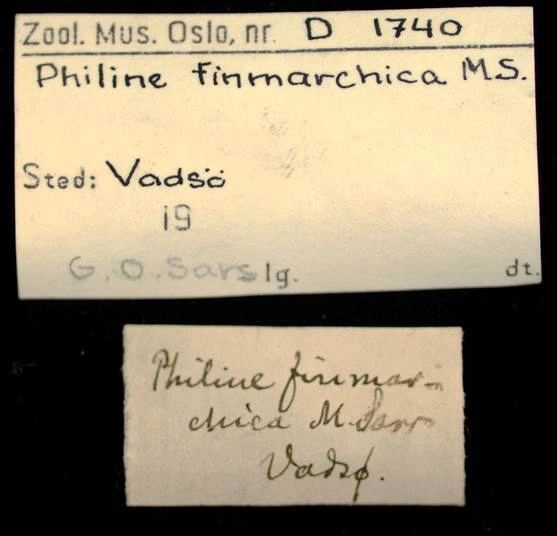 Zool. Mus. Oslo, nr. D 1740
Philine finmarchica M.S.
Sted: Vadsö
19
G. O. Sars lg.
dt.
Philine finmar-
chica M. Sars
Vadsø.